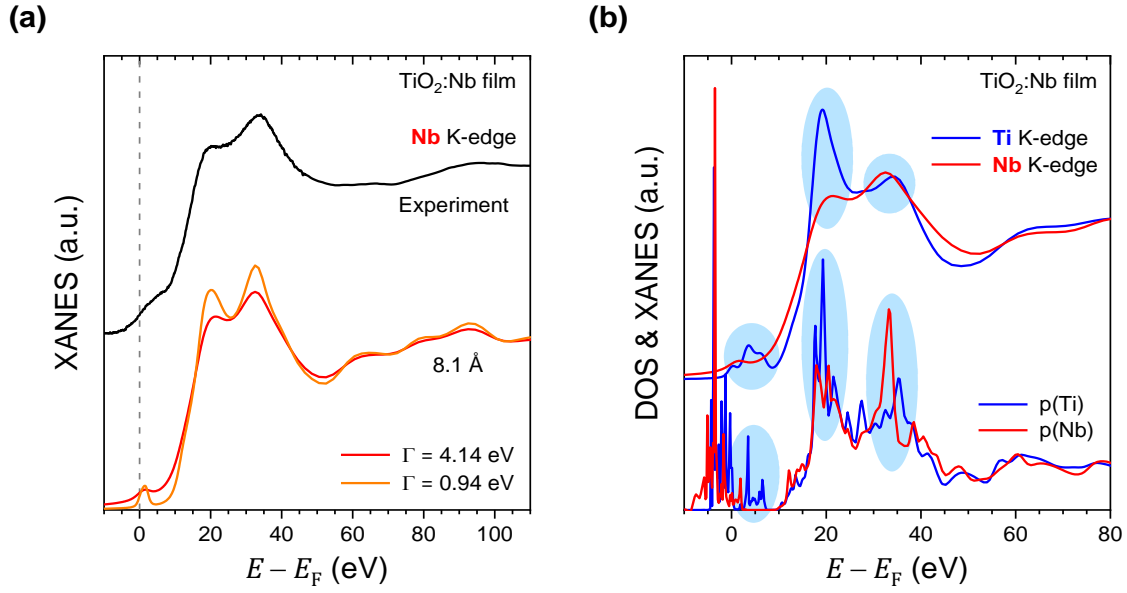 (a)
(b)
TiO₂:Nb film
Nb K-edge
Experiment
8.1 Å
Γ = 4.14 eV
Γ = 0.94 eV
XANES (a.u.)
0 20 40 60 80 100
E − E_F (eV)
TiO₂:Nb film
Ti K-edge
Nb K-edge
p(Ti)
p(Nb)
DOS & XANES (a.u.)
0 20 40 60 80
E − E_F (eV)